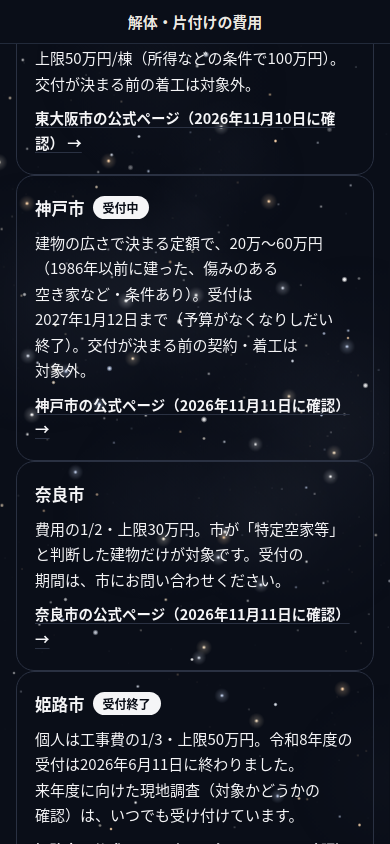 解体・片付けの費用
上限50万円/棟（所得などの条件で100万円）。
交付が決まる前の着工は対象外。
東大阪市の公式ページ（2026年11月10日に確
認） →
神戸市 受付中
建物の広さで決まる定額で、20万〜60万円
（1986年以前に建った、傷みのある
空き家など・条件あり）。受付は
2027年1月12日まで（予算がなくなりしだい
終了）。交付が決まる前の契約・着工は
対象外。
神戸市の公式ページ（2026年11月11日に確認）
→
奈良市
費用の1/2・上限30万円。市が「特定空家等」
と判断した建物だけが対象です。受付の
期間は、市にお問い合わせください。
奈良市の公式ページ（2026年11月11日に確認）
→
姫路市 受付終了
個人は工事費の1/3・上限50万円。令和8年度の
受付は2026年6月11日に終わりました。
来年度に向けた現地調査（対象かどうかの
確認）は、いつでも受け付けています。